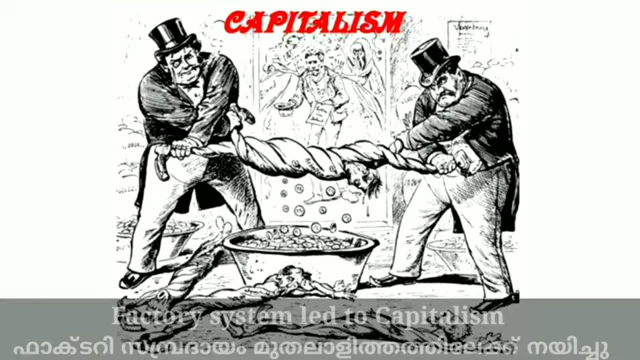 CAPITALISM
Factory system led to Capitalism
ഫാക്ടറി സമ്പ്രദായം മുതലാളിത്തത്തിലേക്ക് നയിച്ചു